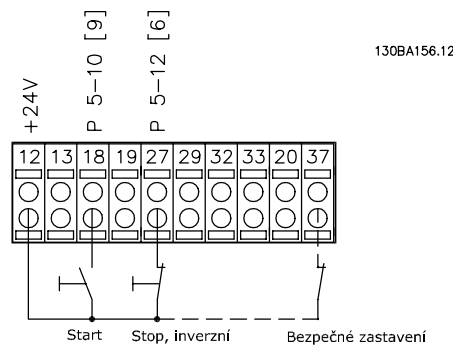 130BA156.12
+24V
P 5-10 [9]
P 5-12 [6]
12 13 18 19 27 29 32 33 20 37
Start
Stop, inverzní
Bezpečné zastavení